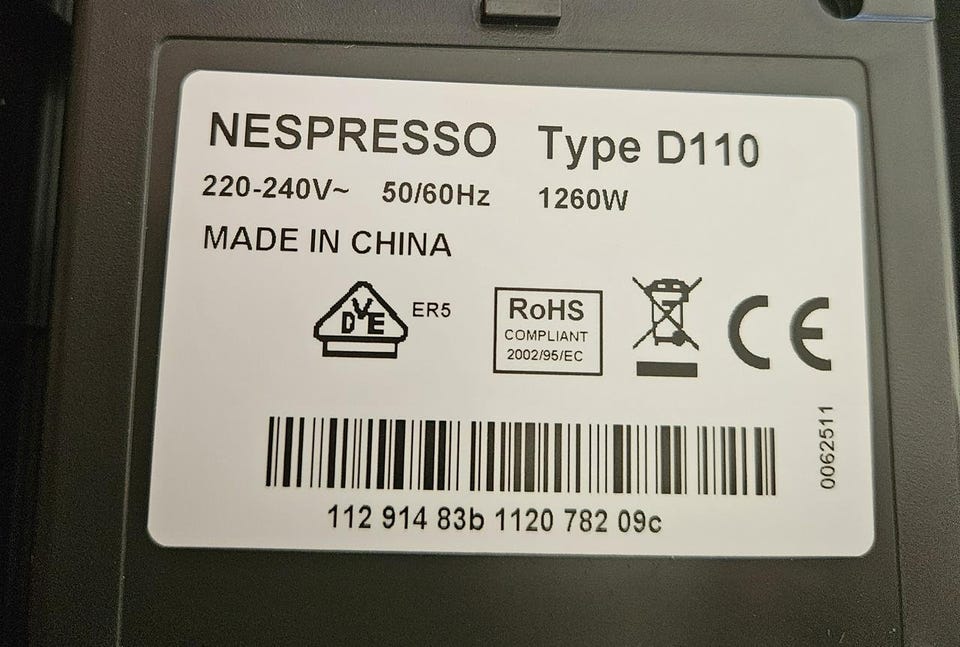 NESPRESSO Type D110
220-240V~ 50/60Hz 1260W
MADE IN CHINA
VDE ER5
RoHS
COMPLIANT
2002/95/EC
CE
0062511
112 914 83b 1120 782 09c